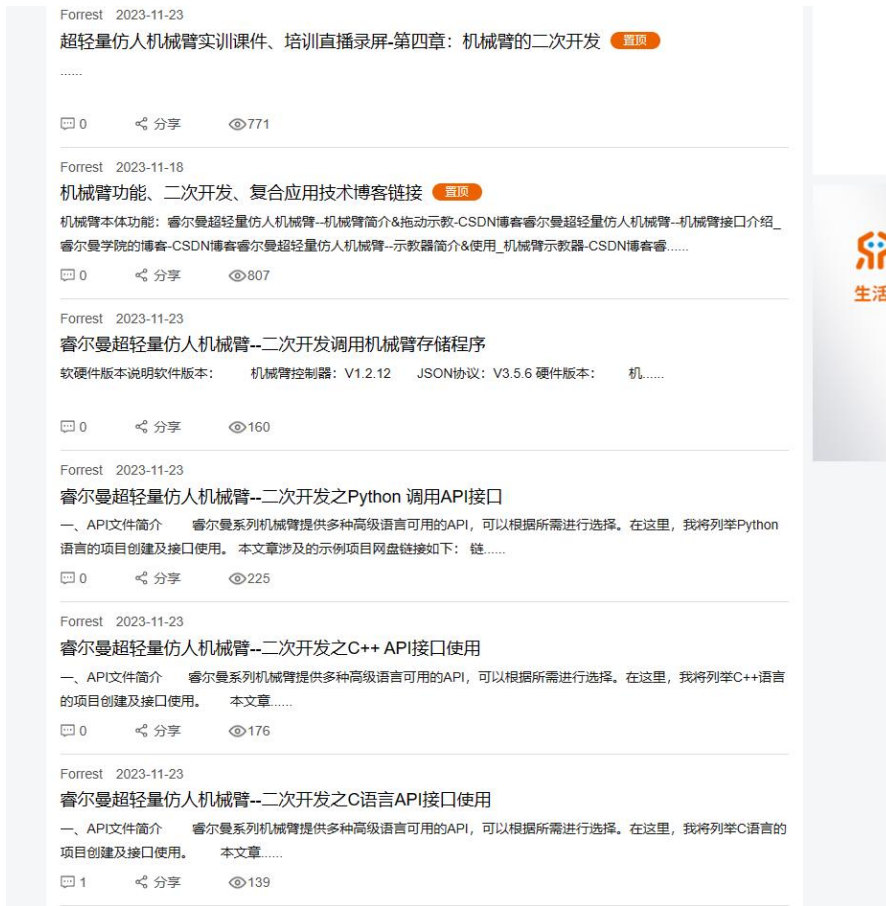 Forrest 2023-11-23
超轻量仿人机械臂实训课件、培训直播录屏-第四章：机械臂的二次开发 置顶
......
0 分享 771
Forrest 2023-11-18
机械臂功能、二次开发、复合应用技术博客链接 置顶
机械臂本体功能：睿尔曼超轻量仿人机械臂--机械臂简介&拖动示教-CSDN博客睿尔曼超轻量仿人机械臂--机械臂接口介绍_
睿尔曼学院的博客-CSDN博客睿尔曼超轻量仿人机械臂--示教器简介&使用_机械臂示教器-CSDN博客睿......
0 分享 807
Forrest 2023-11-23
睿尔曼超轻量仿人机械臂--二次开发调用机械臂存储程序
软硬件版本说明软件版本： 机械臂控制器：V1.2.12 JSON协议：V3.5.6 硬件版本： 机......
0 分享 160
Forrest 2023-11-23
睿尔曼超轻量仿人机械臂--二次开发之Python 调用API接口
一、API文件简介 睿尔曼系列机械臂提供多种高级语言可用的API，可以根据所需进行选择。在这里，我将列举Python
语言的项目创建及接口使用。 本文章涉及的示例项目网盘链接如下： 链......
0 分享 225
Forrest 2023-11-23
睿尔曼超轻量仿人机械臂--二次开发之C++ API接口使用
一、API文件简介 睿尔曼系列机械臂提供多种高级语言可用的API，可以根据所需进行选择。在这里，我将列举C++语言
的项目创建及接口使用。 本文章......
0 分享 176
Forrest 2023-11-23
睿尔曼超轻量仿人机械臂--二次开发之C语言API接口使用
一、API文件简介 睿尔曼系列机械臂提供多种高级语言可用的API，可以根据所需进行选择。在这里，我将列举C语言的
项目创建及接口使用。 本文章......
1 分享 139
生活